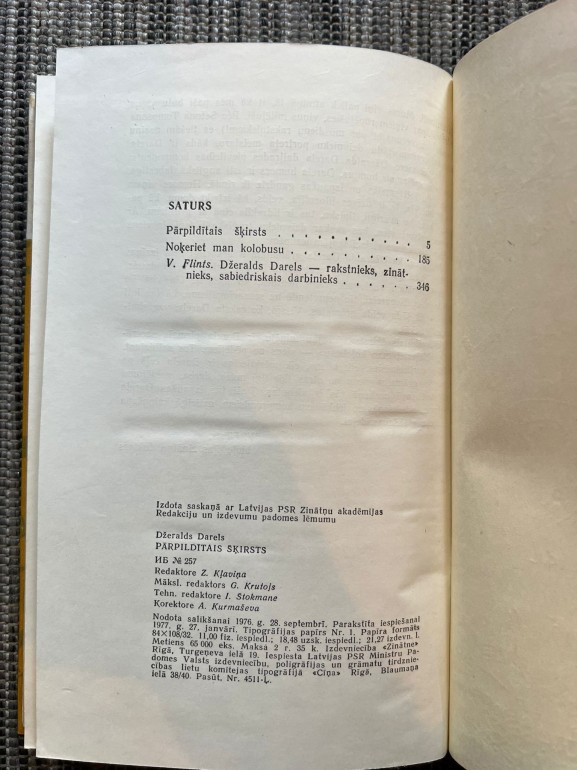 SATURS
Pārpildītais šķirsts . . . . . . . . . . . 5
Noķeriet man kolobusu . . . . . . . . . . 185
V. Flints. Džeralds Darels — rakstnieks, zināt-
nieks, sabiedriskais darbinieks . . . . . . 346
Izdota saskaņā ar Latvijas PSR Zinātņu akadēmijas
Redakciju un izdevumu padomes lēmumu
Džeralds Darels
PĀRPILDĪTAIS ŠĶIRSTS
ИБ № 257
Redaktore Z. Kļaviņa
Māksl. redaktors G. Krutojs
Tehn. redaktore I. Stokmane
Korektore A. Kurmaševa
Nodota salikšanai 1976. g. 28. septembrī. Parakstīta iespiešanai
1977. g. 27. janvārī. Tipogrāfijas papīrs Nr. 1. Papīra formāts
84×108/32. 11,00 fiz. iespiedl.; 18,48 uzsk. iespiedl.; 21,27 izdevn. l.
Metiens 65 000 eks. Maksā 2 r. 35 k. Izdevniecība «Zinātne»
Rīgā, Turgeņeva ielā 19. Iespiesta Latvijas PSR Ministru Pa-
domes Valsts izdevniecību, poligrāfijas un grāmatu tirdznie-
cības lietu komitejas tipogrāfijā «Cīņa» Rīgā, Blaumaņa
ielā 38/40. Pasūt. Nr. 4511-Ļ.